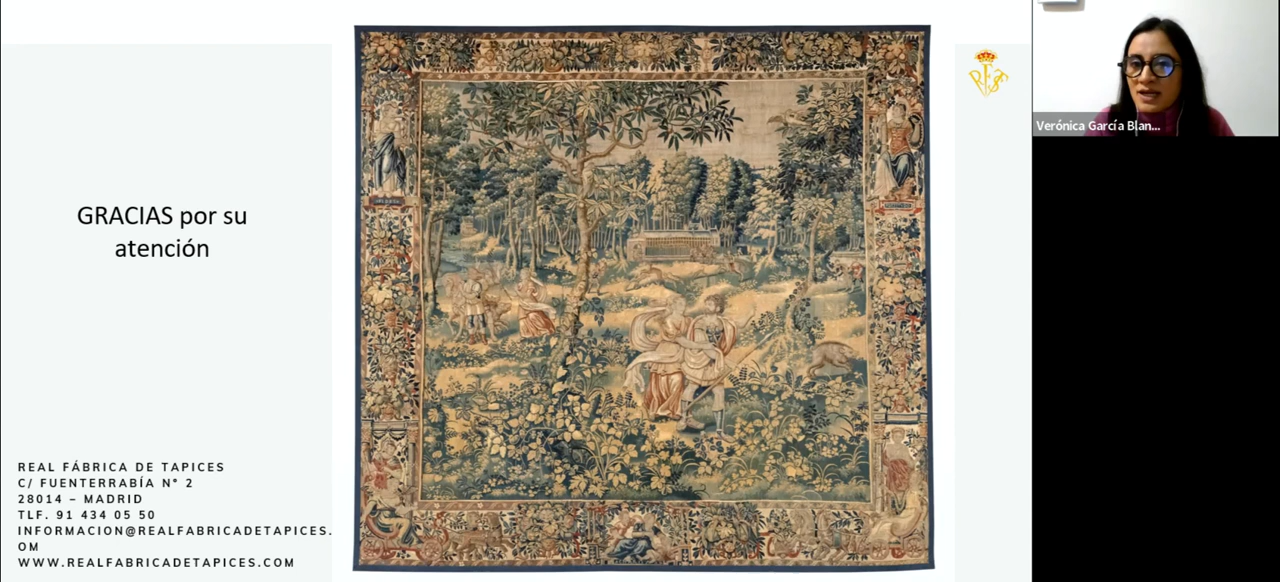 GRACIAS por su
atención
REAL FÁBRICA DE TAPICES
C/ FUENTERRABÍA N° 2
28014 – MADRID
TLF. 91 434 05 50
INFORMACION@REALFABRICADETAPICES.
OM
WWW.REALFABRICADETAPICES.COM
Verónica García Blan...